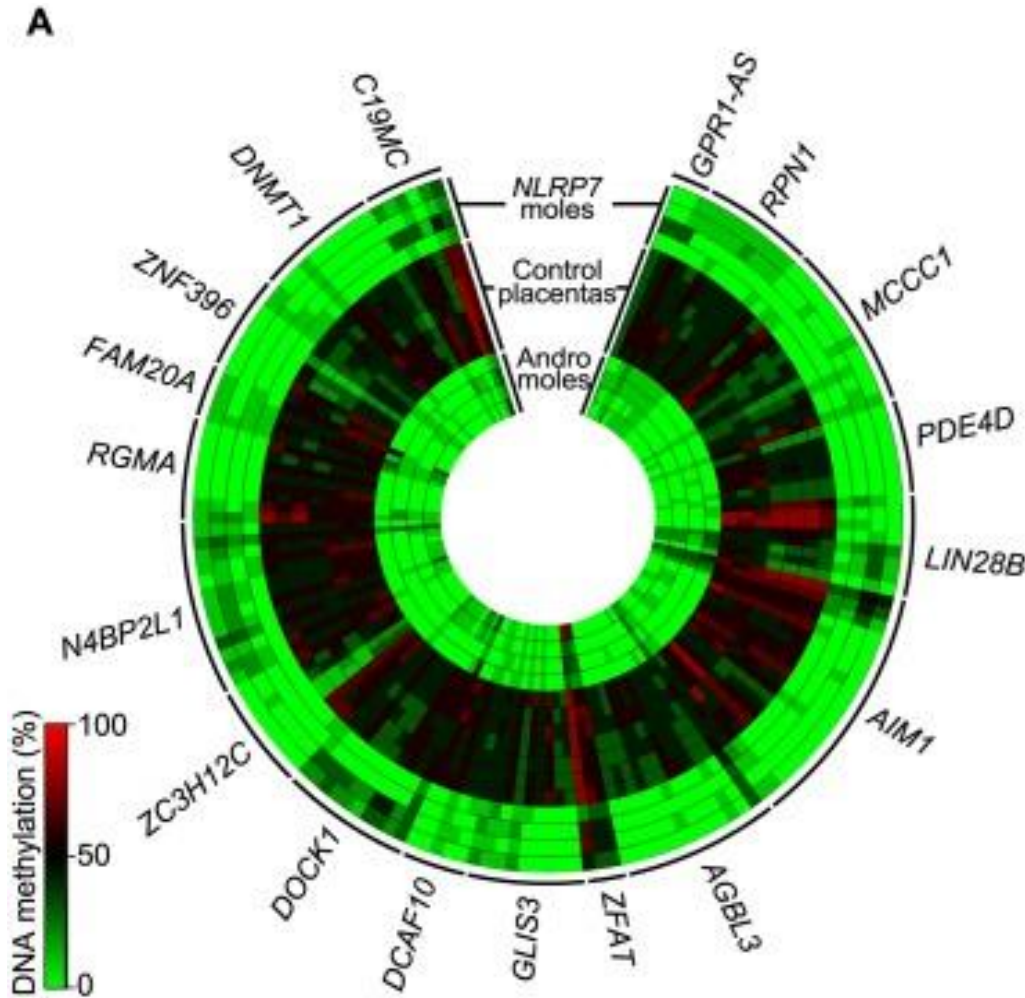 A
C19MC
DNMT1
ZNF396
FAM20A
RGMA
N4BP2L1
ZC3H12C
DOCK1
DCAF10
GLIS3
ZFAT
AGBL3
AIM1
LIN28B
PDE4D
MCCC1
RPN1
GPR1-AS
NLRP7
moles
Control
placentas
Andro
moles
DNA methylation (%)
100
50
0